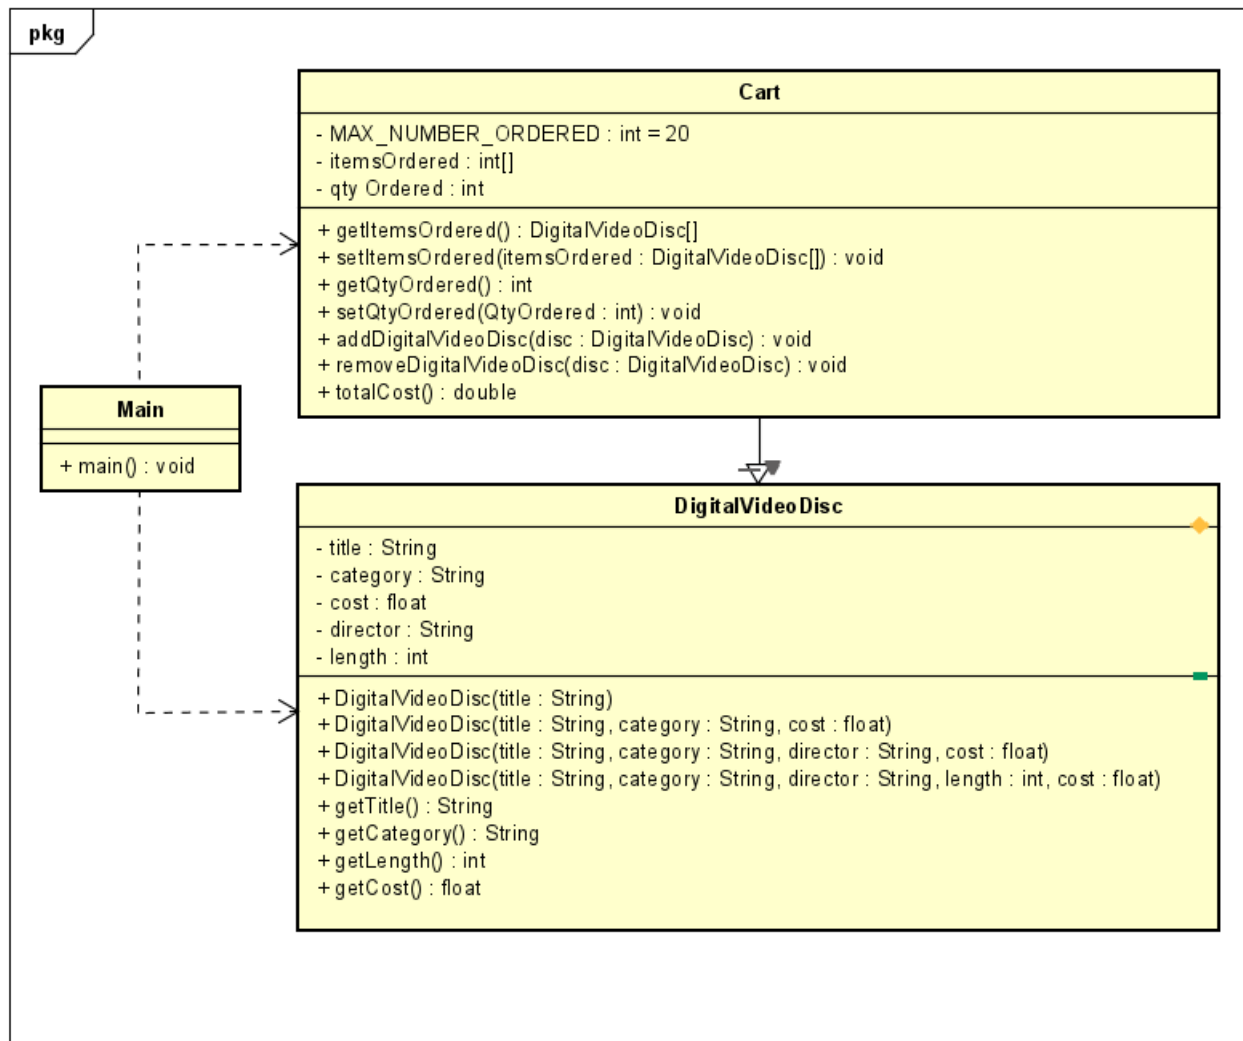 pkg
Cart
- MAX_NUMBER_ORDERED : int = 20
- itemsOrdered : int[]
- qty Ordered : int
+ getItemsOrdered() : DigitalVideoDisc[]
+ setItemsOrdered(itemsOrdered : DigitalVideoDisc[]) : void
+ getQtyOrdered() : int
+ setQtyOrdered(QtyOrdered : int) : void
+ addDigitalVideoDisc(disc : DigitalVideoDisc) : void
+ removeDigitalVideoDisc(disc : DigitalVideoDisc) : void
+ totalCost() : double
Main
+ main() : void
DigitalVideoDisc
- title : String
- category : String
- cost : float
- director : String
- length : int
+ DigitalVideoDisc(title : String)
+ DigitalVideoDisc(title : String, category : String, cost : float)
+ DigitalVideoDisc(title : String, category : String, director : String, cost : float)
+ DigitalVideoDisc(title : String, category : String, director : String, length : int, cost : float)
+ getTitle() : String
+ getCategory() : String
+ getLength() : int
+ getCost() : float